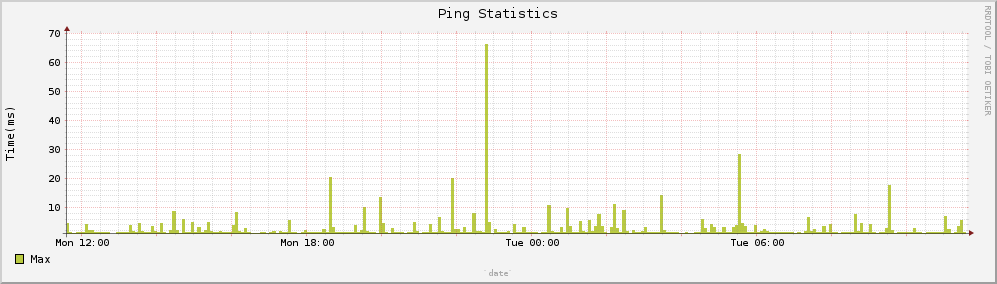 Ping Statistics
RRDTOOL / TOBI OETIKER
Time(ms)
70
60
50
40
30
20
10
Mon 12:00 Mon 18:00 Tue 00:00 Tue 06:00
Max
`date`